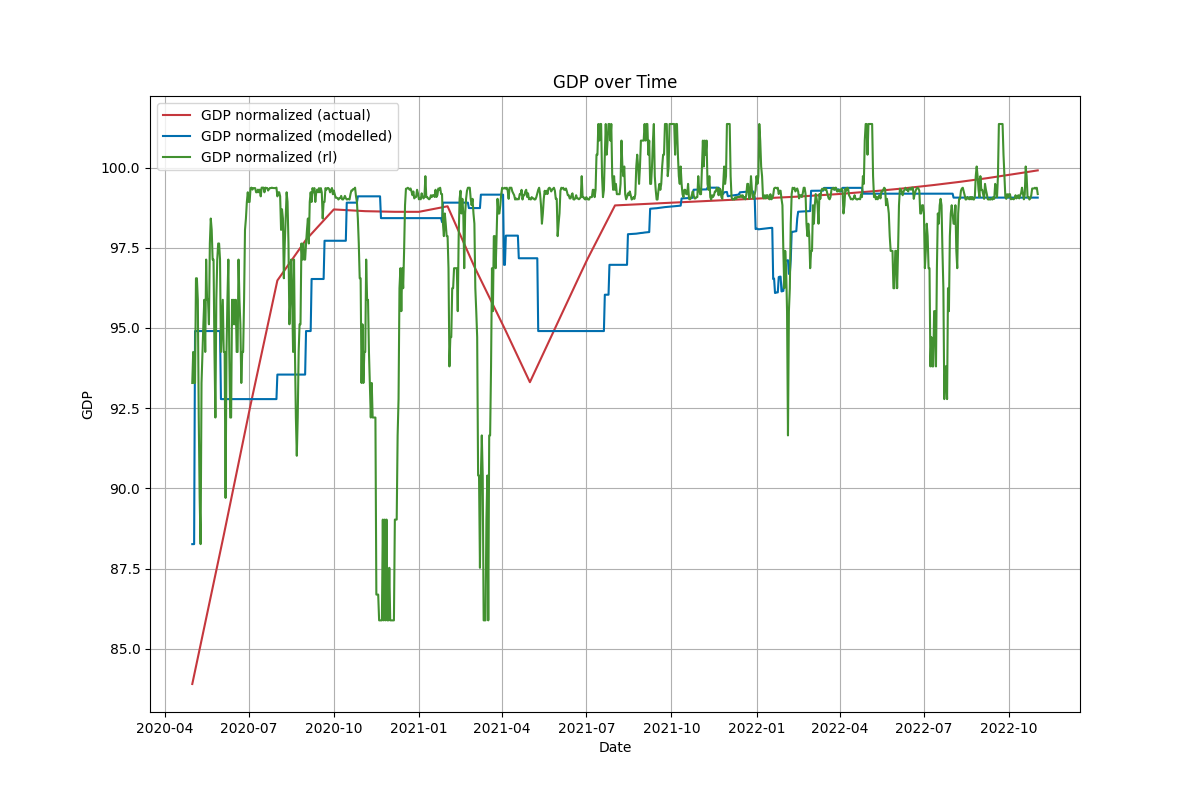 GDP over Time
GDP normalized (actual)
GDP normalized (modelled)
GDP normalized (rl)
100.0
97.5
95.0
92.5
90.0
87.5
85.0
GDP
2020-04 2020-07 2020-10 2021-01 2021-04 2021-07 2021-10 2022-01 2022-04 2022-07 2022-10
Date